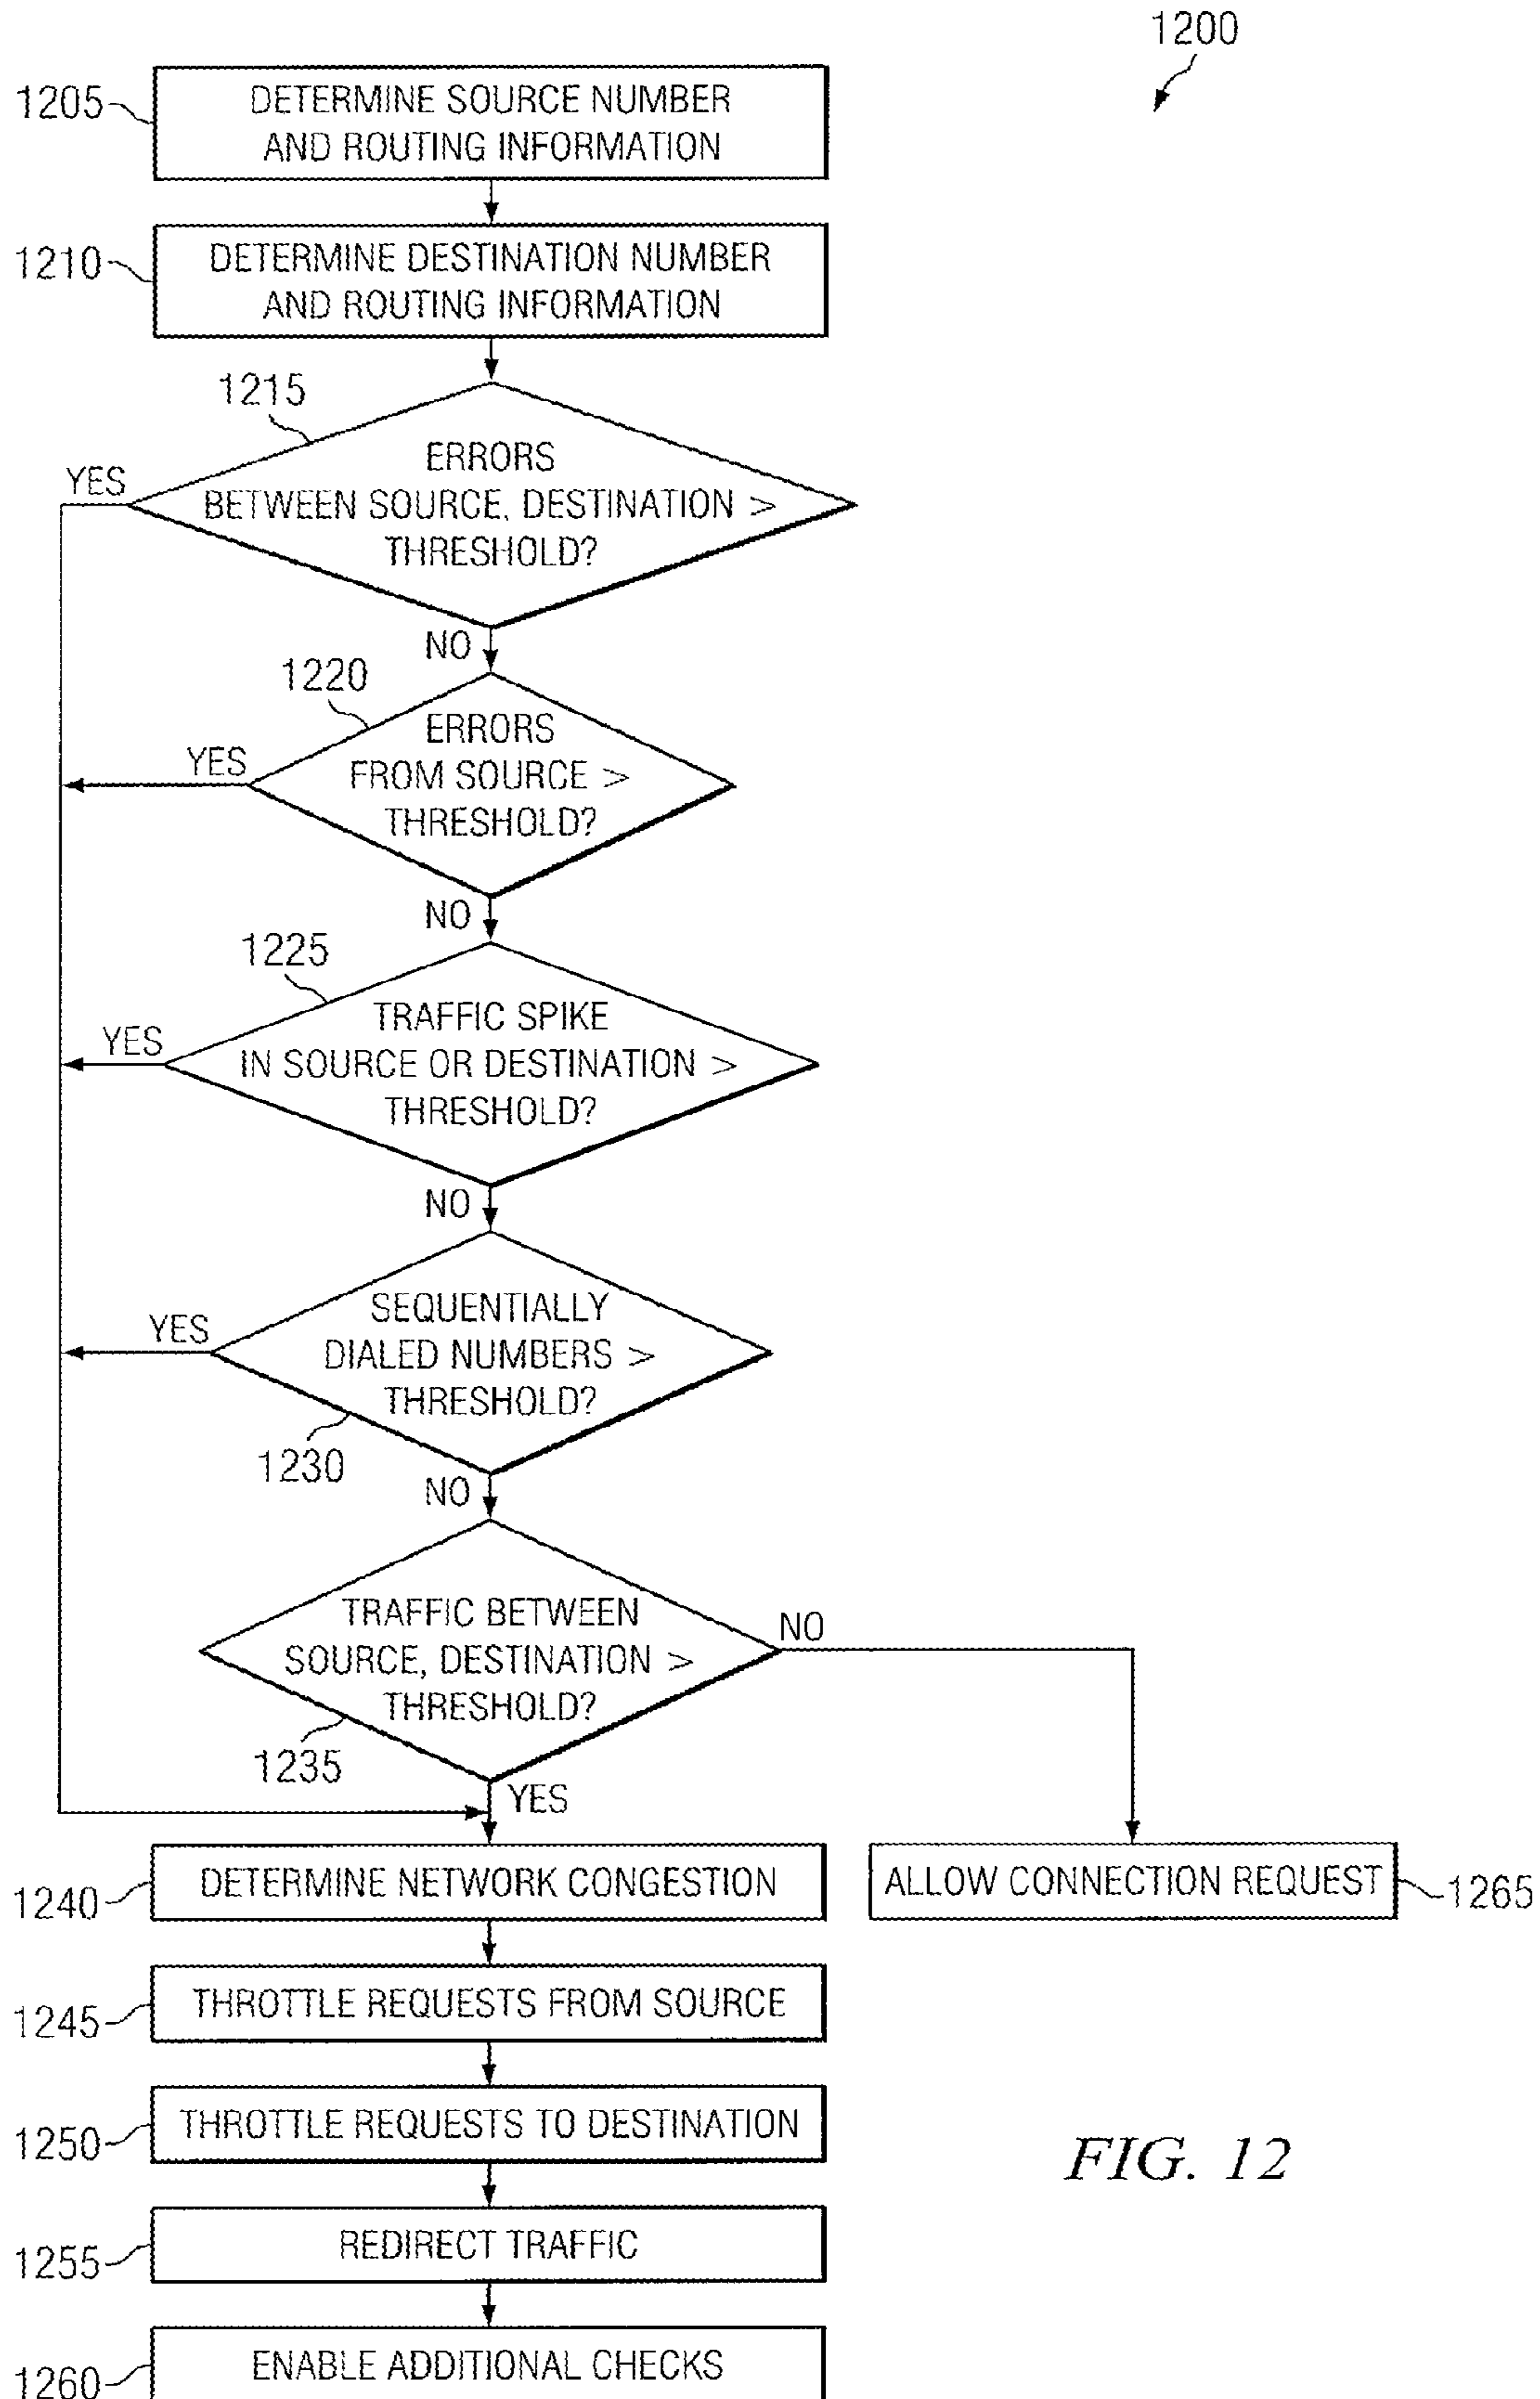 1200
1205
DETERMINE SOURCE NUMBER
AND ROUTING INFORMATION
1210
DETERMINE DESTINATION NUMBER
AND ROUTING INFORMATION
1215
YES
ERRORS
BETWEEN SOURCE, DESTINATION >
THRESHOLD?
NO
1220
YES
ERRORS
FROM SOURCE >
THRESHOLD?
NO
1225
YES
TRAFFIC SPIKE
IN SOURCE OR DESTINATION >
THRESHOLD?
NO
YES
SEQUENTIALLY
DIALED NUMBERS >
THRESHOLD?
1230
NO
TRAFFIC BETWEEN
SOURCE, DESTINATION >
THRESHOLD?
NO
1235
YES
1240
DETERMINE NETWORK CONGESTION
ALLOW CONNECTION REQUEST
1265
1245
THROTTLE REQUESTS FROM SOURCE
1250
THROTTLE REQUESTS TO DESTINATION
FIG. 12
1255
REDIRECT TRAFFIC
1260
ENABLE ADDITIONAL CHECKS